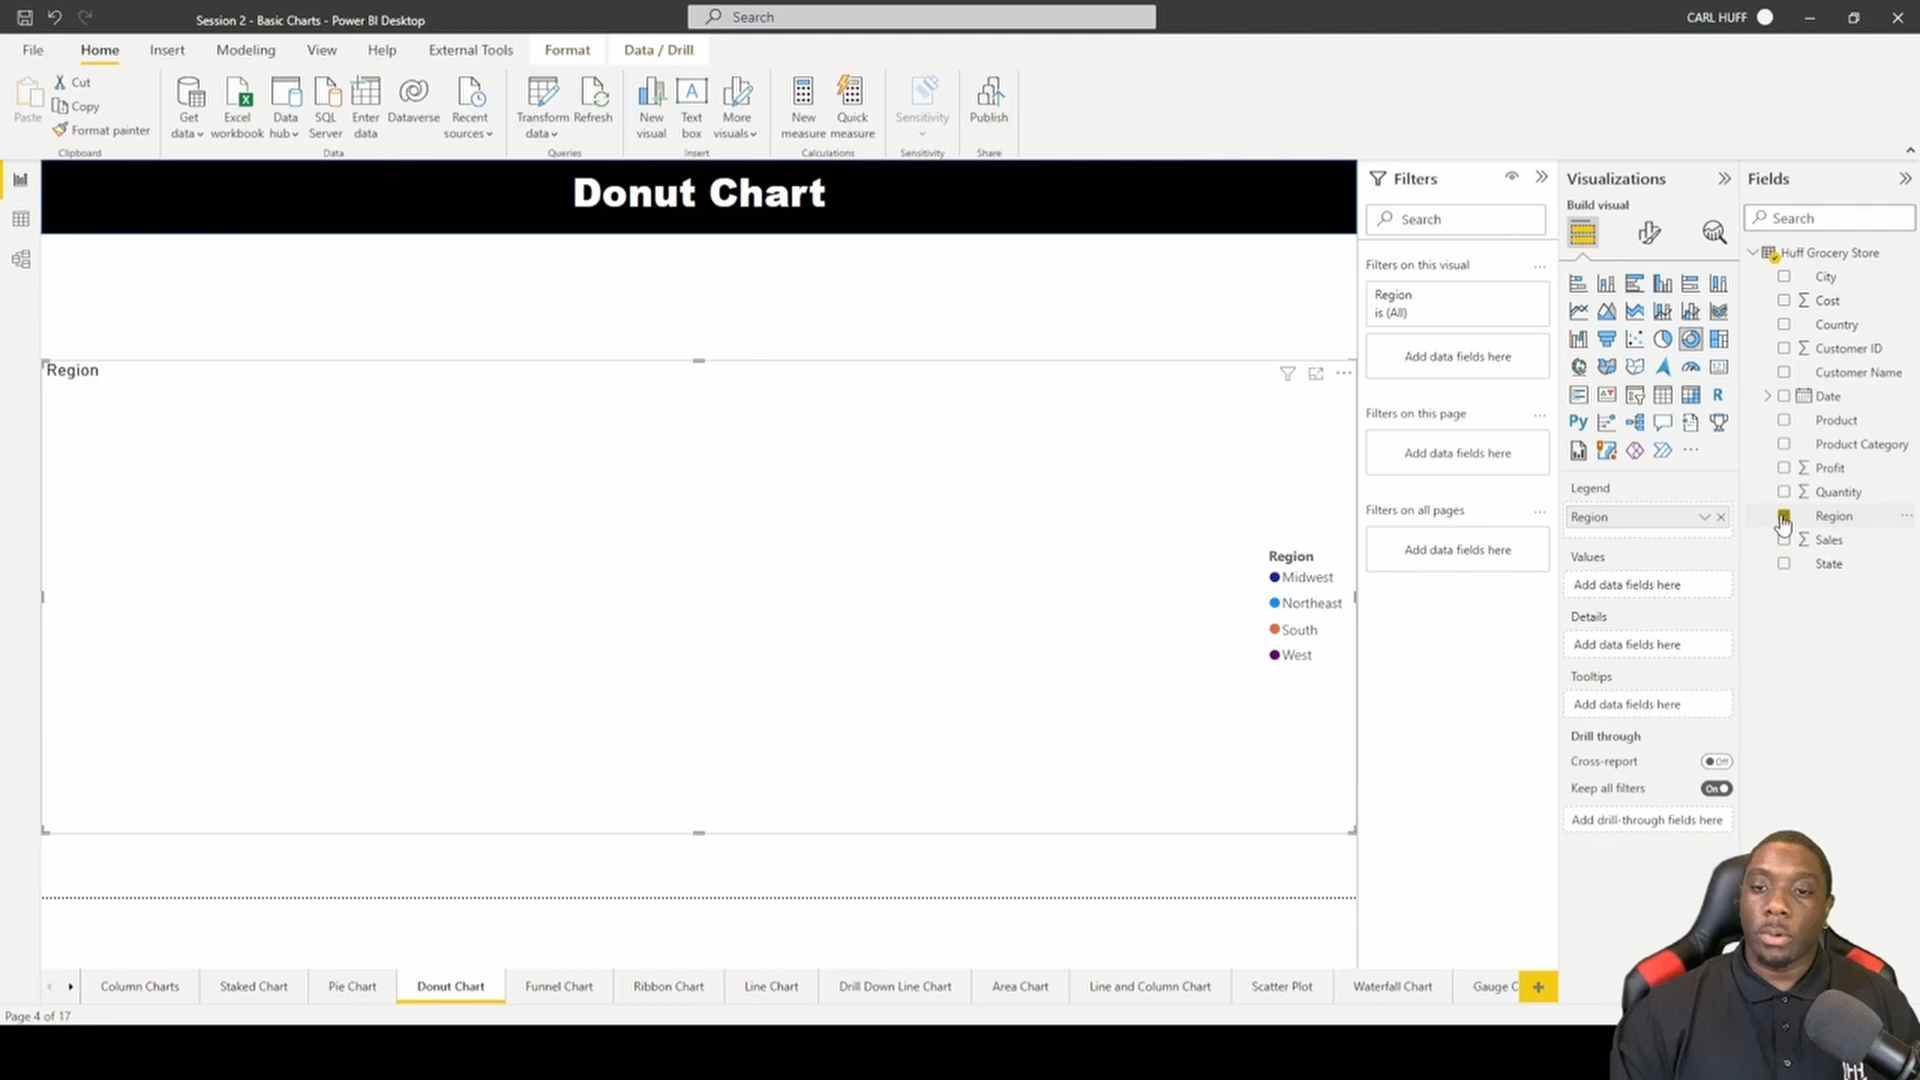 Session 2 - Basic Charts - Power BI Desktop
Search
CARL HUFF
File
Home
Insert
Modeling
View
Help
External Tools
Format
Data / Drill
Paste
Cut
Copy
Format painter
Clipboard
Get data
Excel workbook
Data hub
SQL Server
Enter data
Dataverse
Recent sources
Data
Transform data
Refresh
Queries
New visual
Text box
More visuals
Insert
New measure
Quick measure
Calculations
Sensitivity
Sensitivity
Publish
Share
Donut Chart
Region
Region
Midwest
Northeast
South
West
Filters
Search
Filters on this visual
Region
is (All)
Add data fields here
Filters on this page
Add data fields here
Filters on all pages
Add data fields here
Visualizations
Build visual
R
Py
Legend
Region
Values
Add data fields here
Details
Add data fields here
Tooltips
Add data fields here
Drill through
Cross-report
Off
Keep all filters
On
Add drill-through fields here
Fields
Search
Huff Grocery Store
City
Cost
Country
Customer ID
Customer Name
Date
Product
Product Category
Profit
Quantity
Region
Sales
State
Column Charts
Staked Chart
Pie Chart
Donut Chart
Funnel Chart
Ribbon Chart
Line Chart
Drill Down Line Chart
Area Chart
Line and Column Chart
Scatter Plot
Waterfall Chart
Gauge C
Page 4 of 17